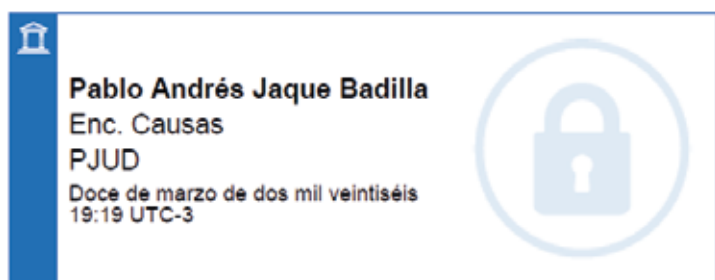 Pablo Andrés Jaque Badilla
Enc. Causas
PJUD
Doce de marzo de dos mil veintiséis
19:19 UTC-3